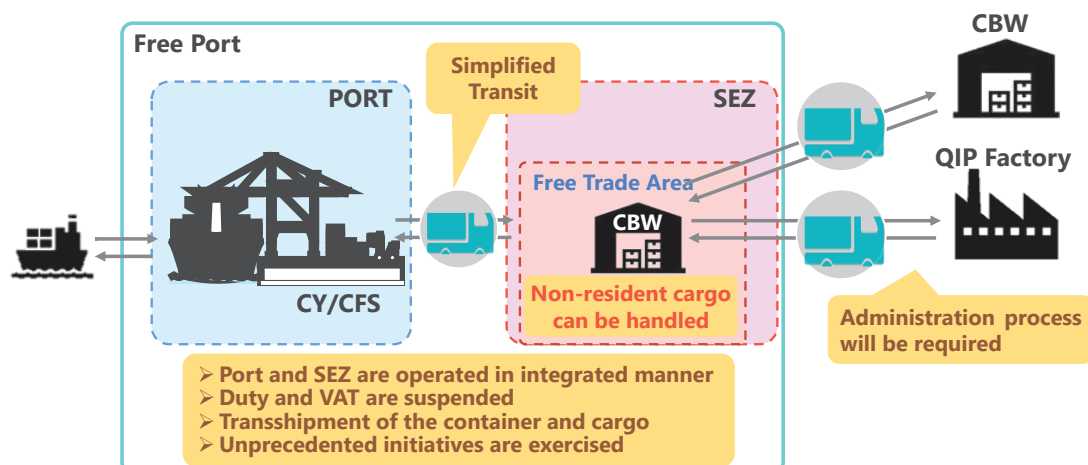 Free Port
PORT
CY/CFS
Simplified
Transit
SEZ
Free Trade Area
CBW
Non-resident cargo
can be handled
CBW
QIP Factory
Administration process
will be required
➢ Port and SEZ are operated in integrated manner
➢ Duty and VAT are suspended
➢ Transshipment of the container and cargo
➢ Unprecedented initiatives are exercised